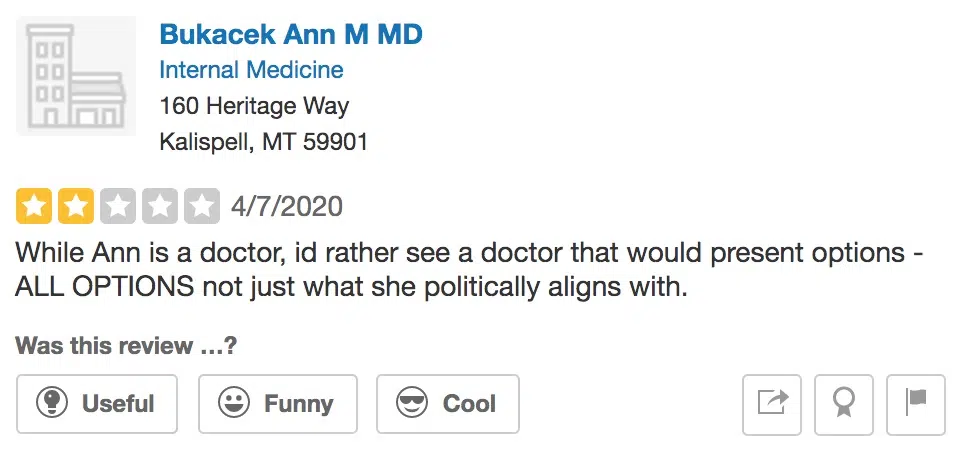 Bukacek Ann M MD
Internal Medicine
160 Heritage Way
Kalispell, MT 59901
4/7/2020
While Ann is a doctor, id rather see a doctor that would present options -
ALL OPTIONS not just what she politically aligns with.
Was this review ...?
Useful
Funny
Cool